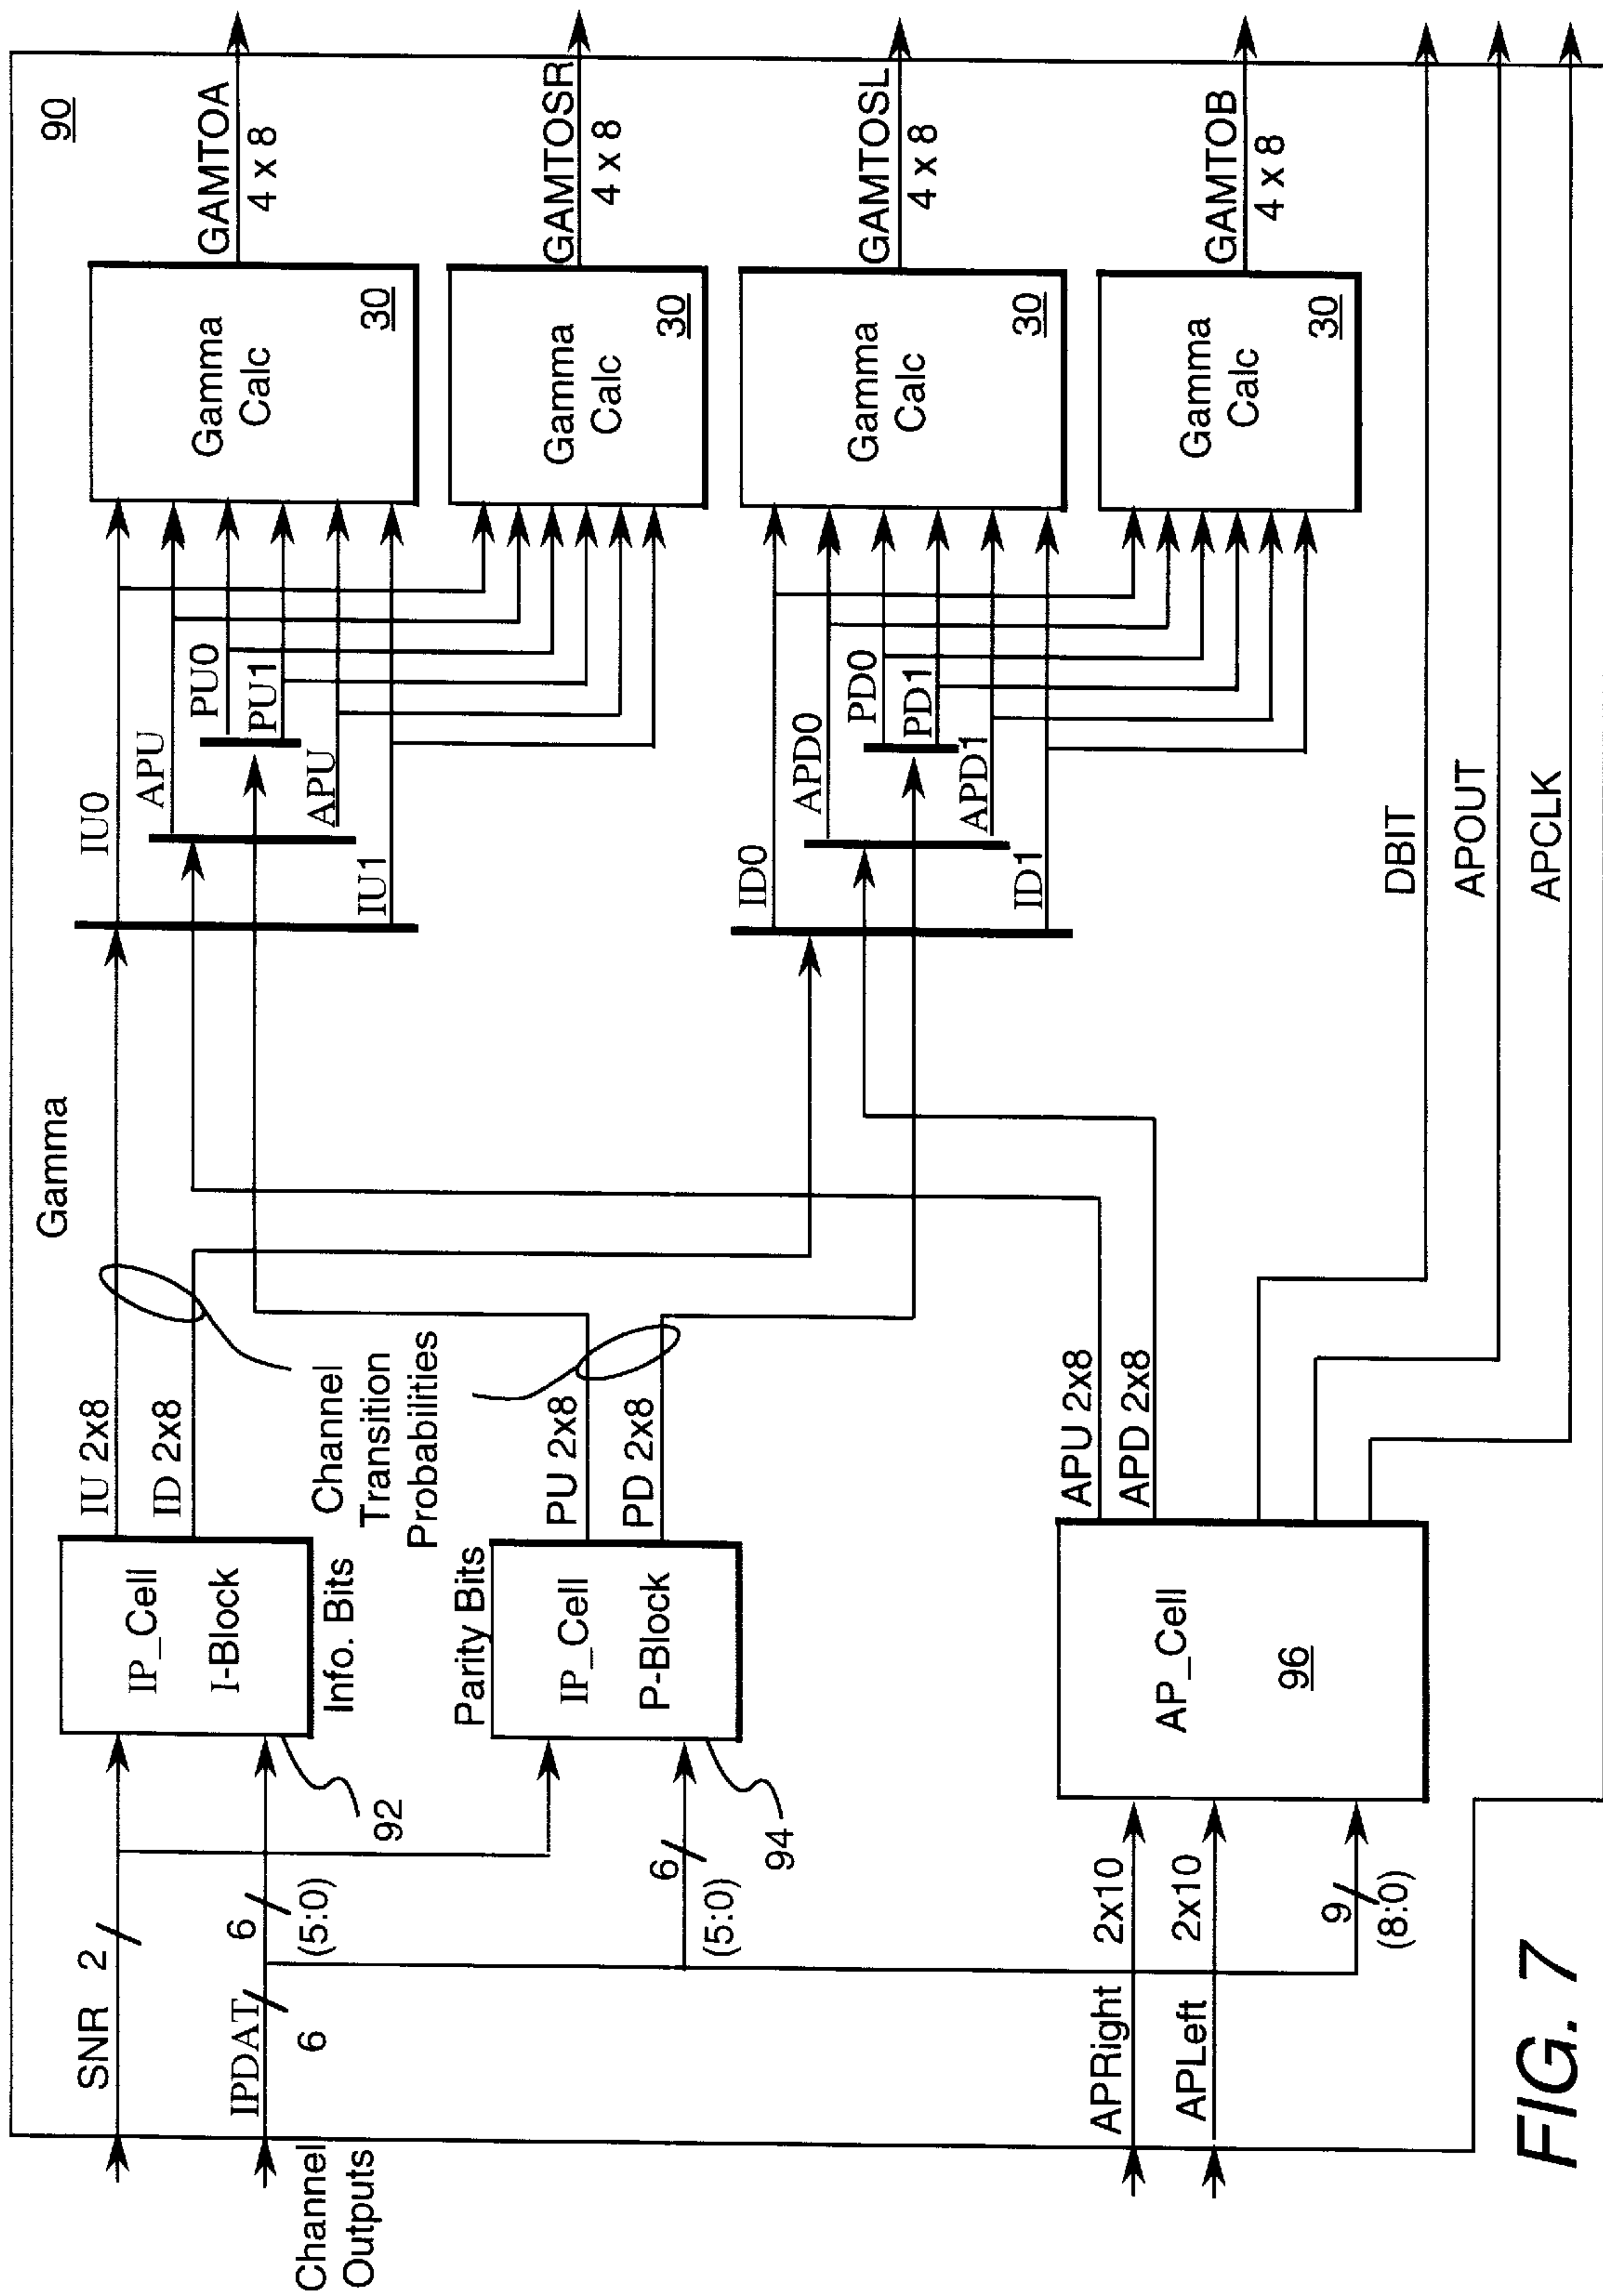 90
Gamma
SNR 2
IPDAT
6
6
(5:0)
Channel
Outputs
IP_Cell
I-Block
Info. Bits
92
IU 2x8
ID 2x8
Channel
Transition
Probabilities
Parity Bits
IP_Cell
P-Block
94
6
(5:0)
PU 2x8
PD 2x8
APRight 2x10
APLeft 2x10
9
(8:0)
AP_Cell
96
APU 2x8
APD 2x8
IU0
APU
PU0
PU1
APU
IU1
ID0
APD0
PD0
PD1
APD1
ID1
Gamma
Calc
30
GAMTOA
4 x 8
Gamma
Calc
30
GAMTOSR
4 x 8
Gamma
Calc
30
GAMTOSL
4 x 8
Gamma
Calc
30
GAMTOB
4 x 8
DBIT
APOUT
APCLK
FIG. 7